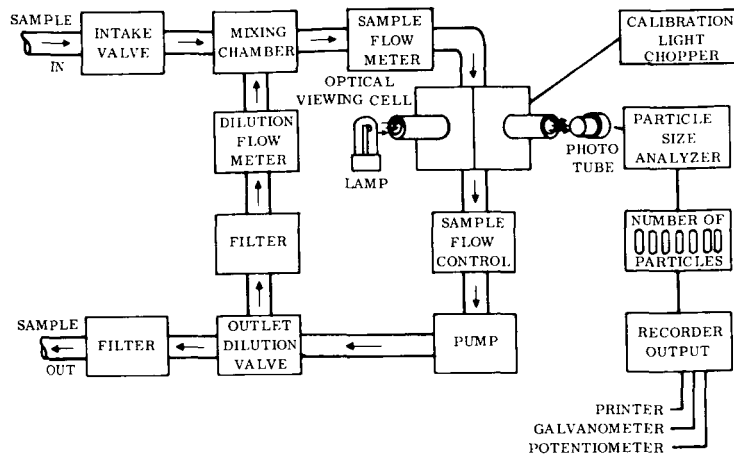 SAMPLE
IN
INTAKE
VALVE
MIXING
CHAMBER
SAMPLE
FLOW
METER
CALIBRATION
LIGHT
CHOPPER
OPTICAL
VIEWING CELL
LAMP
PHOTO
TUBE
PARTICLE
SIZE
ANALYZER
DILUTION
FLOW
METER
FILTER
SAMPLE
FLOW
CONTROL
NUMBER OF
PARTICLES
SAMPLE
OUT
FILTER
OUTLET
DILUTION
VALVE
PUMP
RECORDER
OUTPUT
PRINTER
GALVANOMETER
POTENTIOMETER